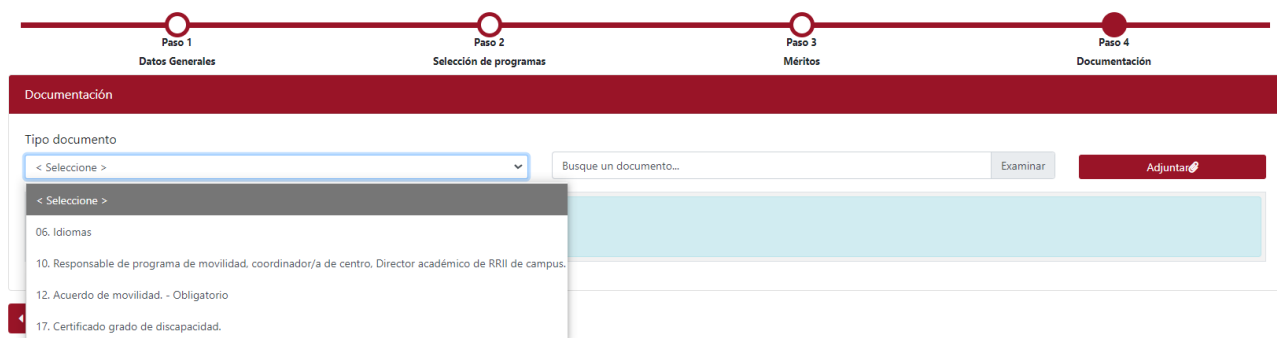 Paso 1
Datos Generales
Paso 2
Selección de programas
Paso 3
Méritos
Paso 4
Documentación
Documentación
Tipo documento
< Seleccione >
Busque un documento...
Examinar
Adjuntar
< Seleccione >
06. Idiomas
10. Responsable de programa de movilidad, coordinador/a de centro, Director académico de RRII de campus.
12. Acuerdo de movilidad. - Obligatorio
17. Certificado grado de discapacidad.